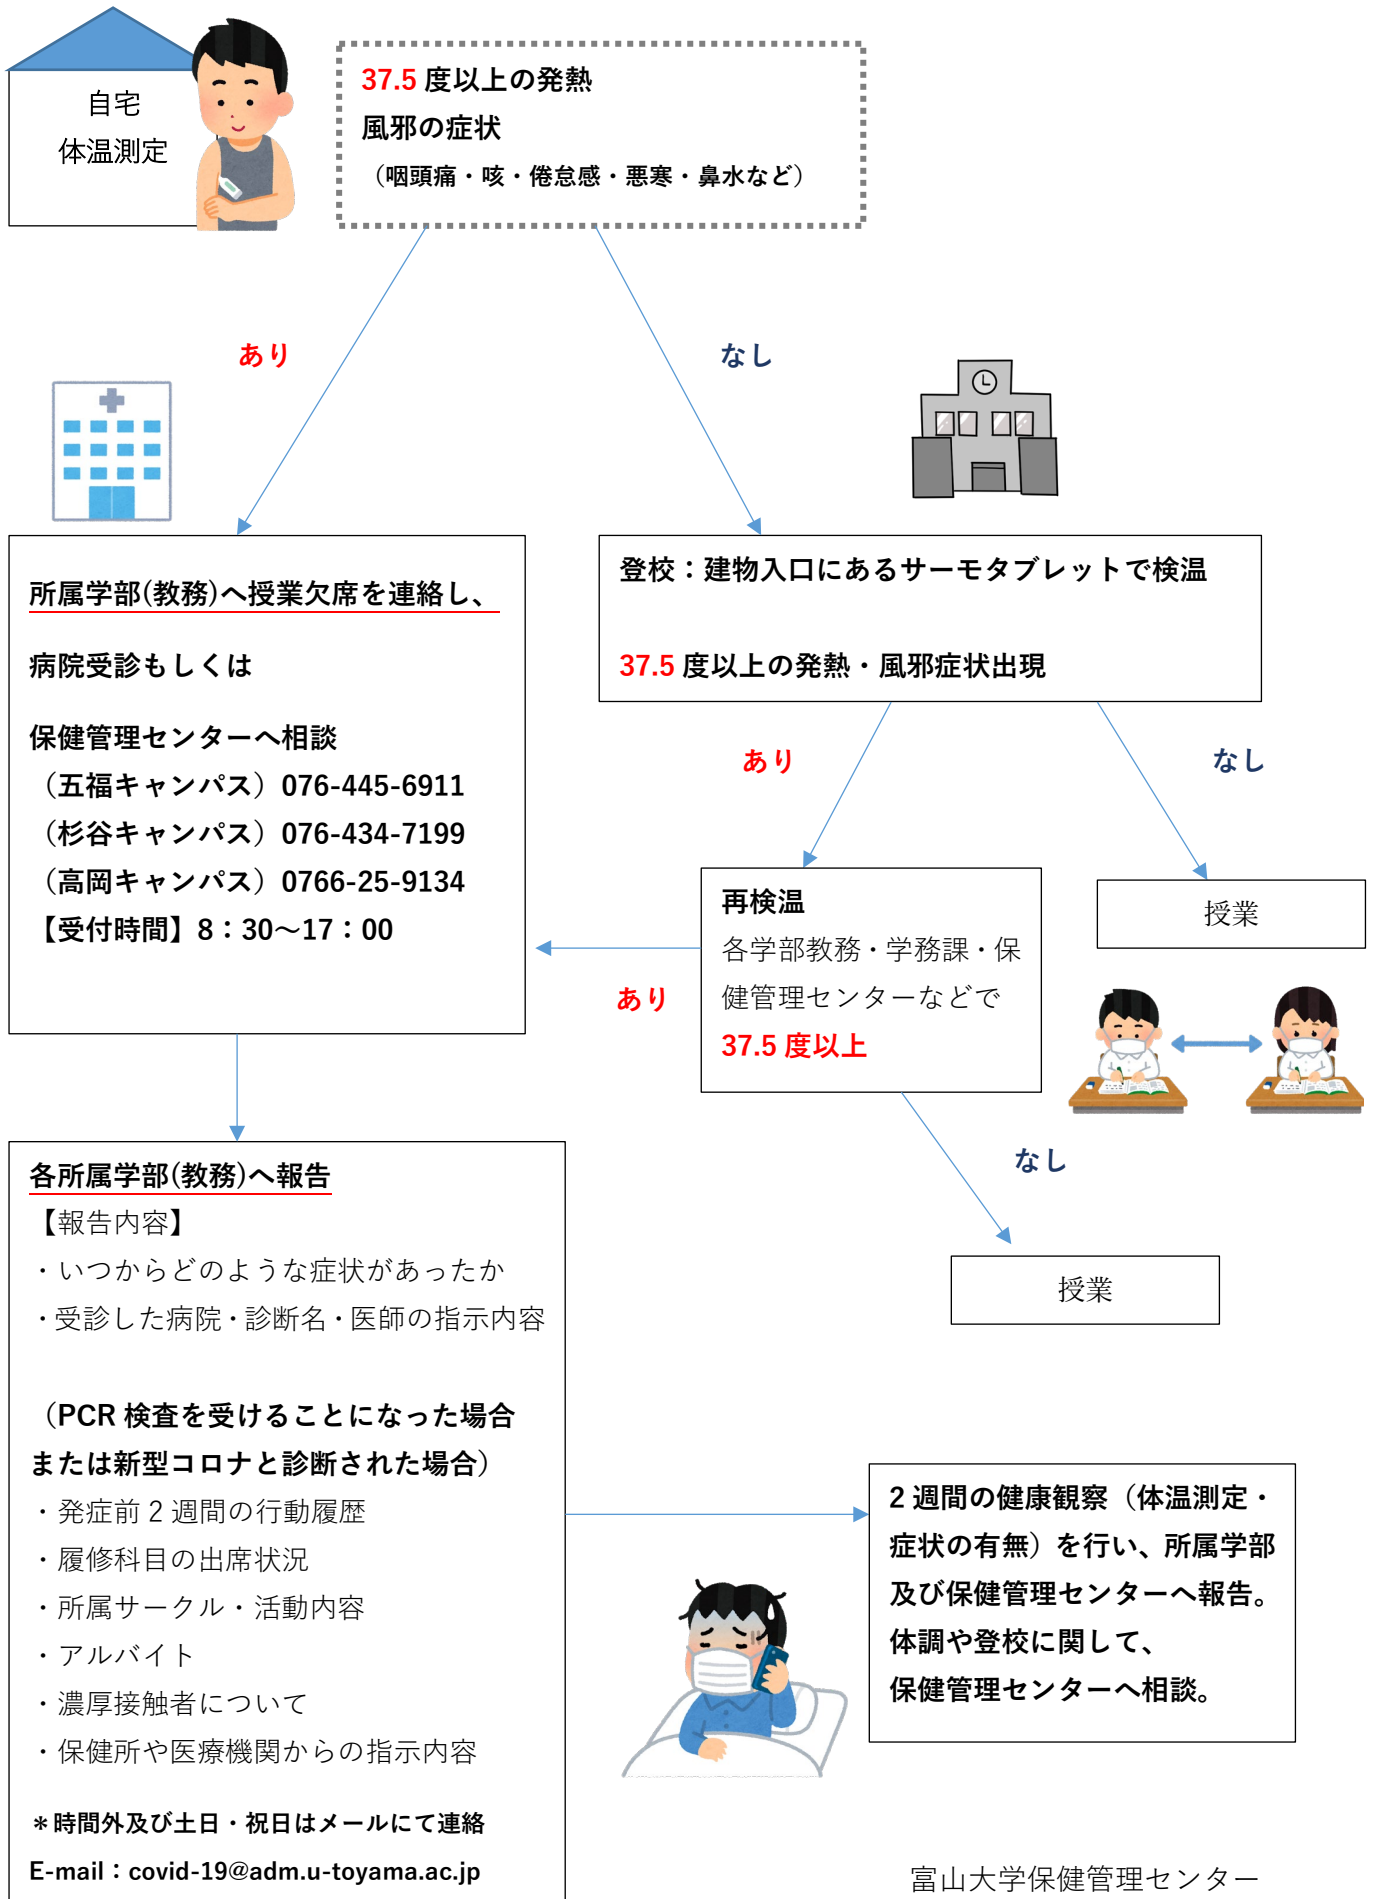 自宅
体温測定
37.5 度以上の発熱
風邪の症状
（咽頭痛・咳・倦怠感・悪寒・鼻水など）
あり
なし
所属学部(教務)へ授業欠席を連絡し、
病院受診もしくは
保健管理センターへ相談
（五福キャンパス）076-445-6911
（杉谷キャンパス）076-434-7199
（高岡キャンパス）0766-25-9134
【受付時間】8：30～17：00
登校：建物入口にあるサーモタブレットで検温
37.5 度以上の発熱・風邪症状出現
あり
なし
再検温
各学部教務・学務課・保
健管理センターなどで
37.5 度以上
授業
あり
なし
授業
各所属学部(教務)へ報告
【報告内容】
・いつからどのような症状があったか
・受診した病院・診断名・医師の指示内容
（PCR 検査を受けることになった場合
または新型コロナと診断された場合）
・発症前 2 週間の行動履歴
・履修科目の出席状況
・所属サークル・活動内容
・アルバイト
・濃厚接触者について
・保健所や医療機関からの指示内容
＊時間外及び土日・祝日はメールにて連絡
E-mail：covid-19@adm.u-toyama.ac.jp
2 週間の健康観察（体温測定・
症状の有無）を行い、所属学部
及び保健管理センターへ報告。
体調や登校に関して、
保健管理センターへ相談。
富山大学保健管理センター